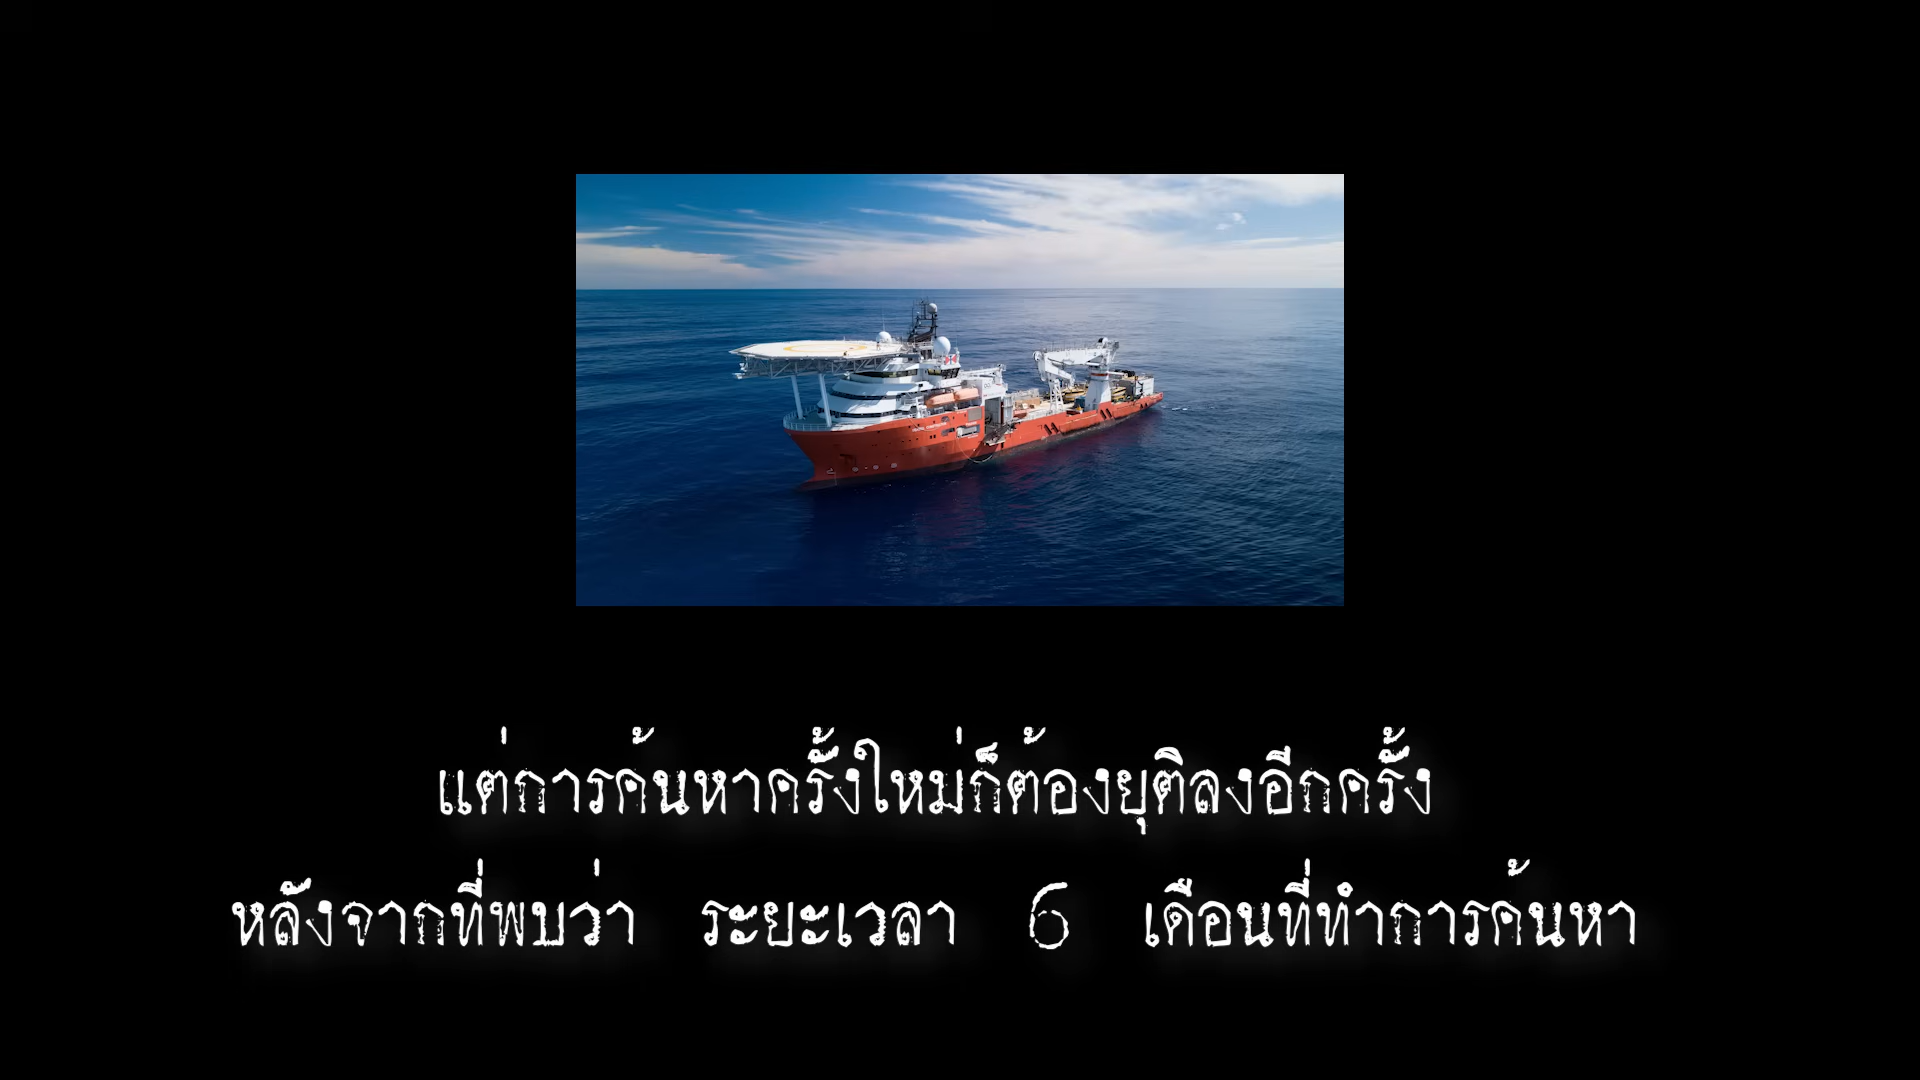 แต่การค้นหาครั้งใหม่ก็ต้องยุติลงอีกครั้ง
หลังจากที่พบว่า ระยะเวลา 6 เดือนที่ทำการค้นหา